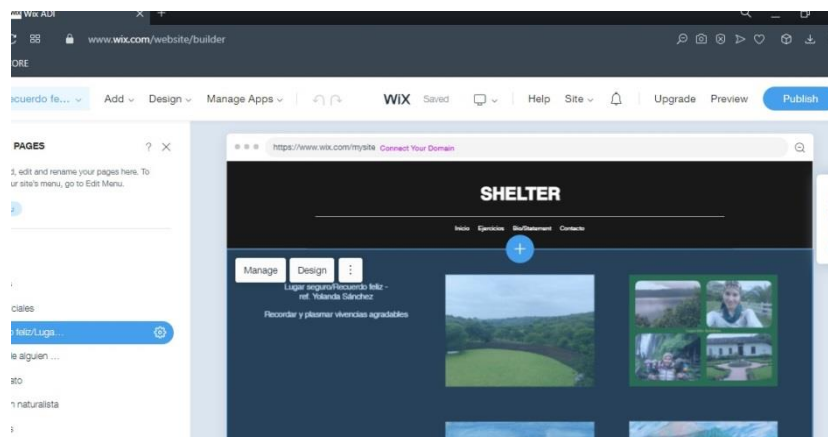 Wix ADI
www.wix.com/website/builder
ORE
ecuerdo fe...
Add
Design
Manage Apps
WiX
Saved
Help
Site
Upgrade
Preview
Publish
PAGES
?
d, edit and rename your pages here. To
ur site's menu, go to Edit Menu.
ciales
feliz/Luga...
e alguien ...
ato
n naturalista
s
https://www.wix.com/mysite Connect Your Domain
SHELTER
Inicio Ejercicios Bio/Statement Contacto
Manage
Design
Lugar seguro/Recuerdo feliz -
ref. Yolanda Sánchez
Recordar y plasmar vivencias agradables